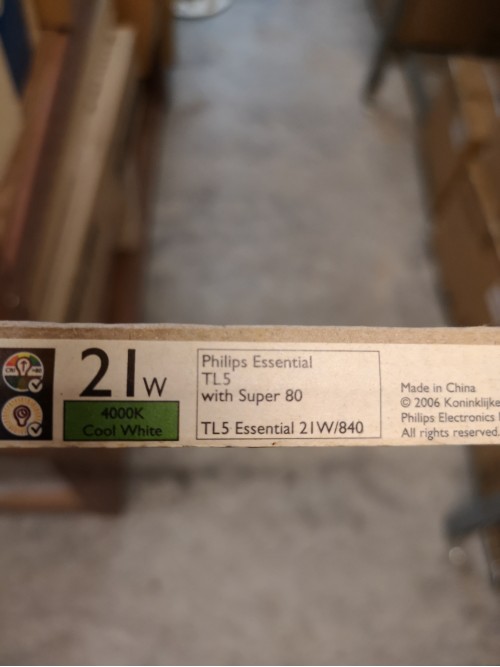 21W
4000K
Cool White
Philips Essential
TL5
with Super 80
TL5 Essential 21W/840
Made in China
© 2006 Koninklijke
Philips Electronics
All rights reserved.